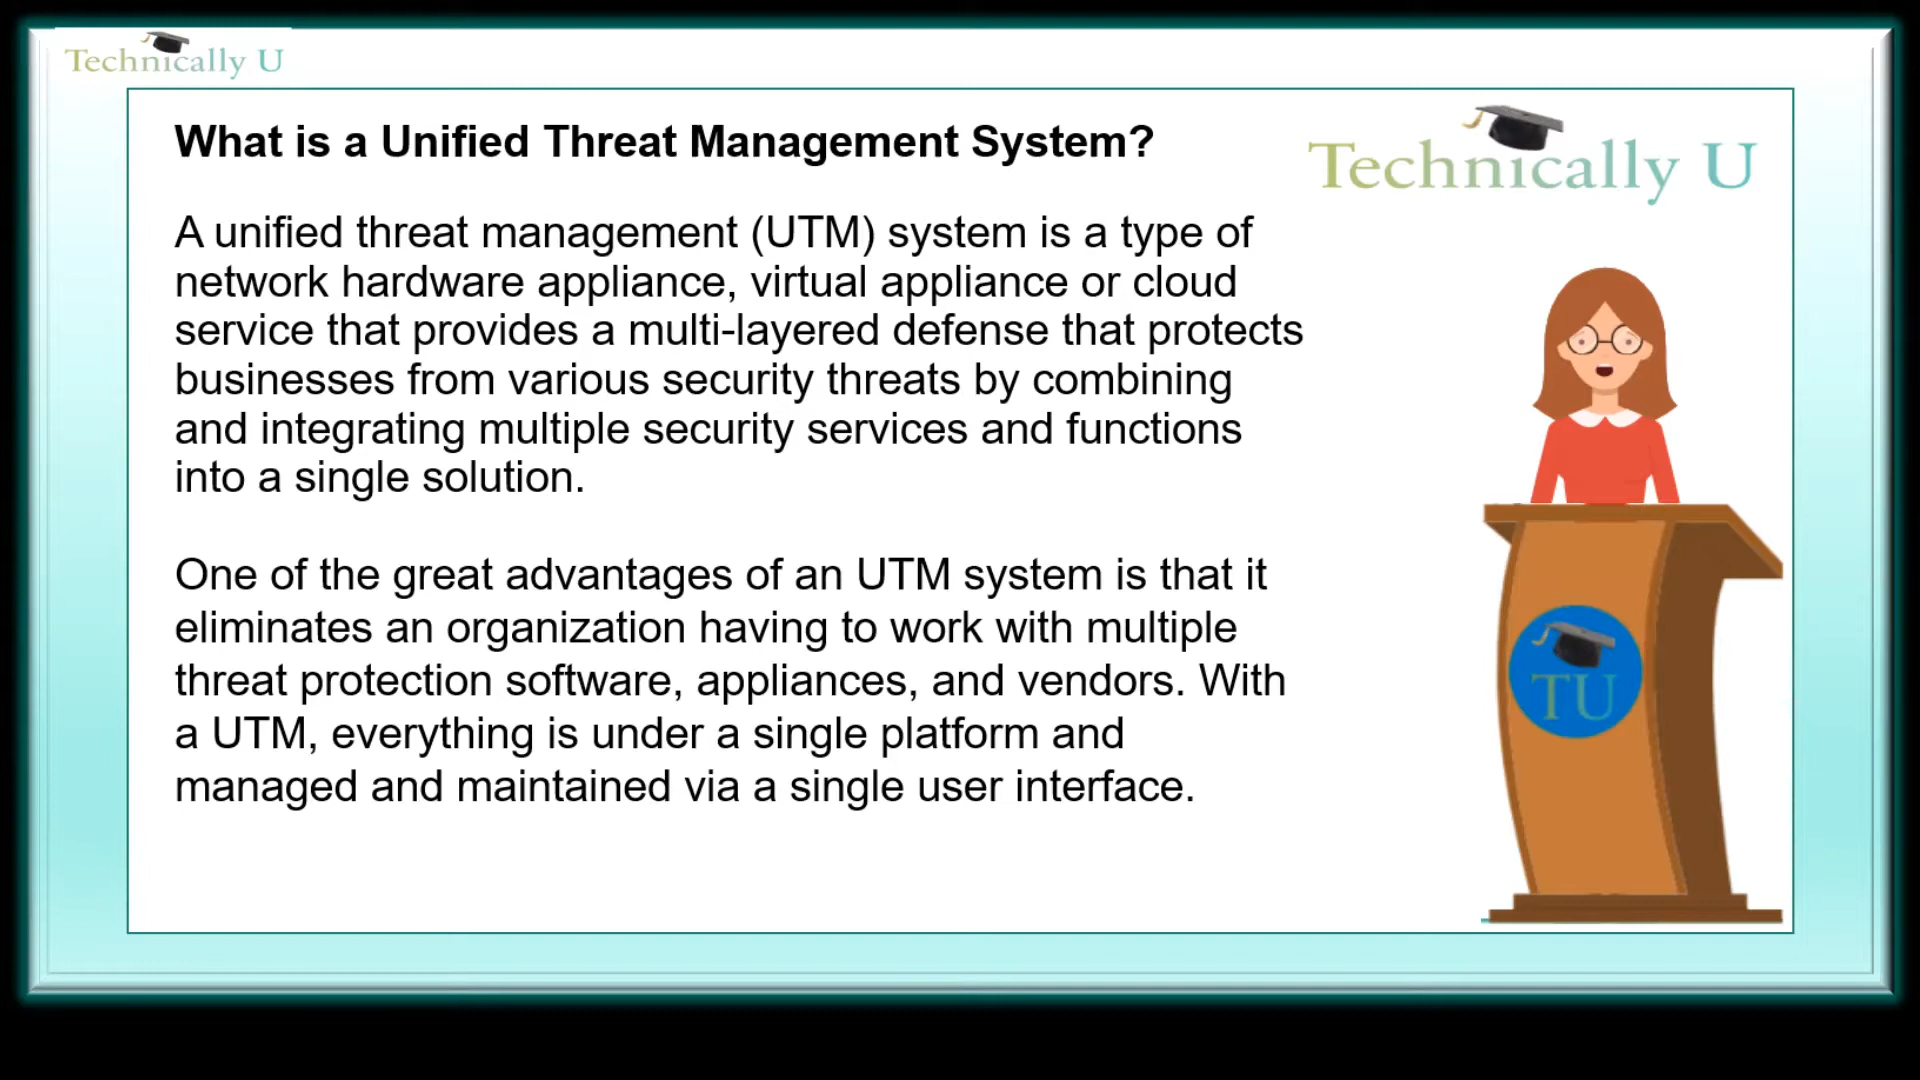 Technically U
What is a Unified Threat Management System?
Technically U
A unified threat management (UTM) system is a type of
network hardware appliance, virtual appliance or cloud
service that provides a multi-layered defense that protects
businesses from various security threats by combining
and integrating multiple security services and functions
into a single solution.
One of the great advantages of an UTM system is that it
eliminates an organization having to work with multiple
threat protection software, appliances, and vendors. With
a UTM, everything is under a single platform and
managed and maintained via a single user interface.
TU